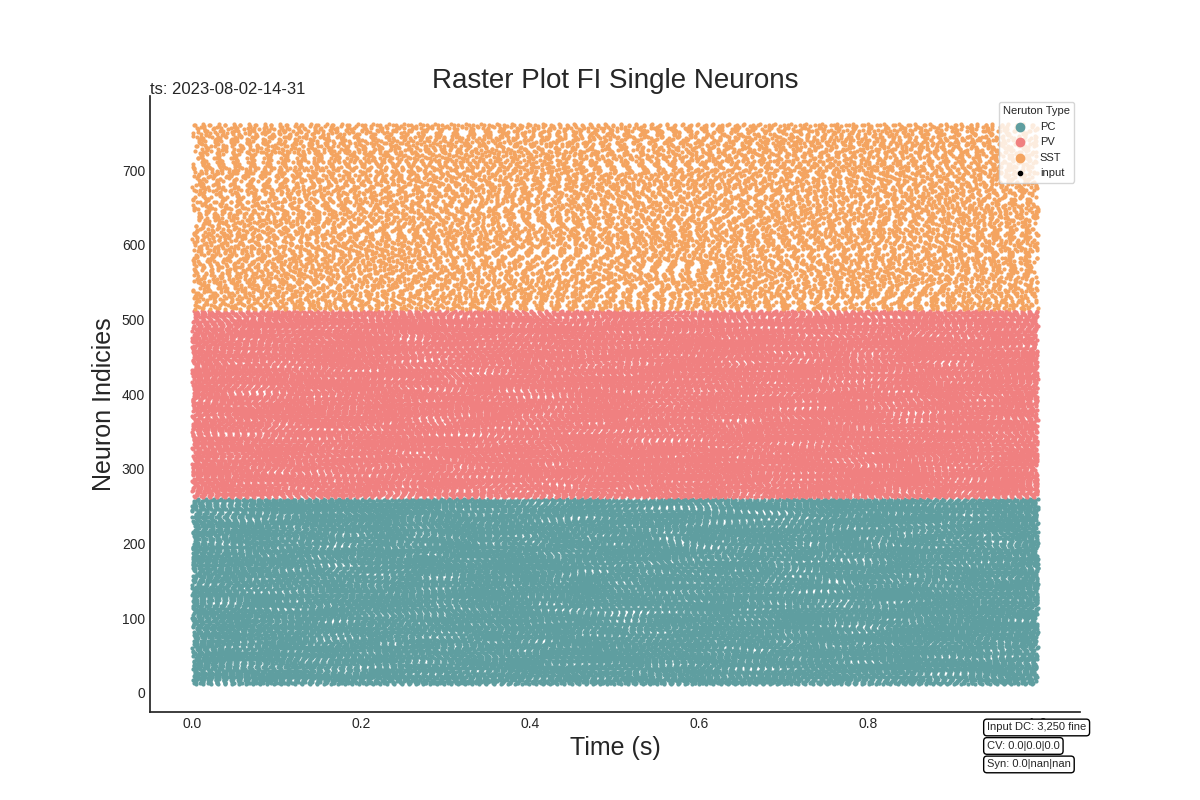 Raster Plot FI Single Neurons
ts: 2023-08-02-14-31
Neruton Type
PC
PV
SST
input
Neuron Indicies
700
600
500
400
300
200
100
0
0.0 0.2 0.4 0.6 0.8
Time (s)
Input DC: 3,250 fine
CV: 0.0|0.0|0.0
Syn: 0.0|nan|nan